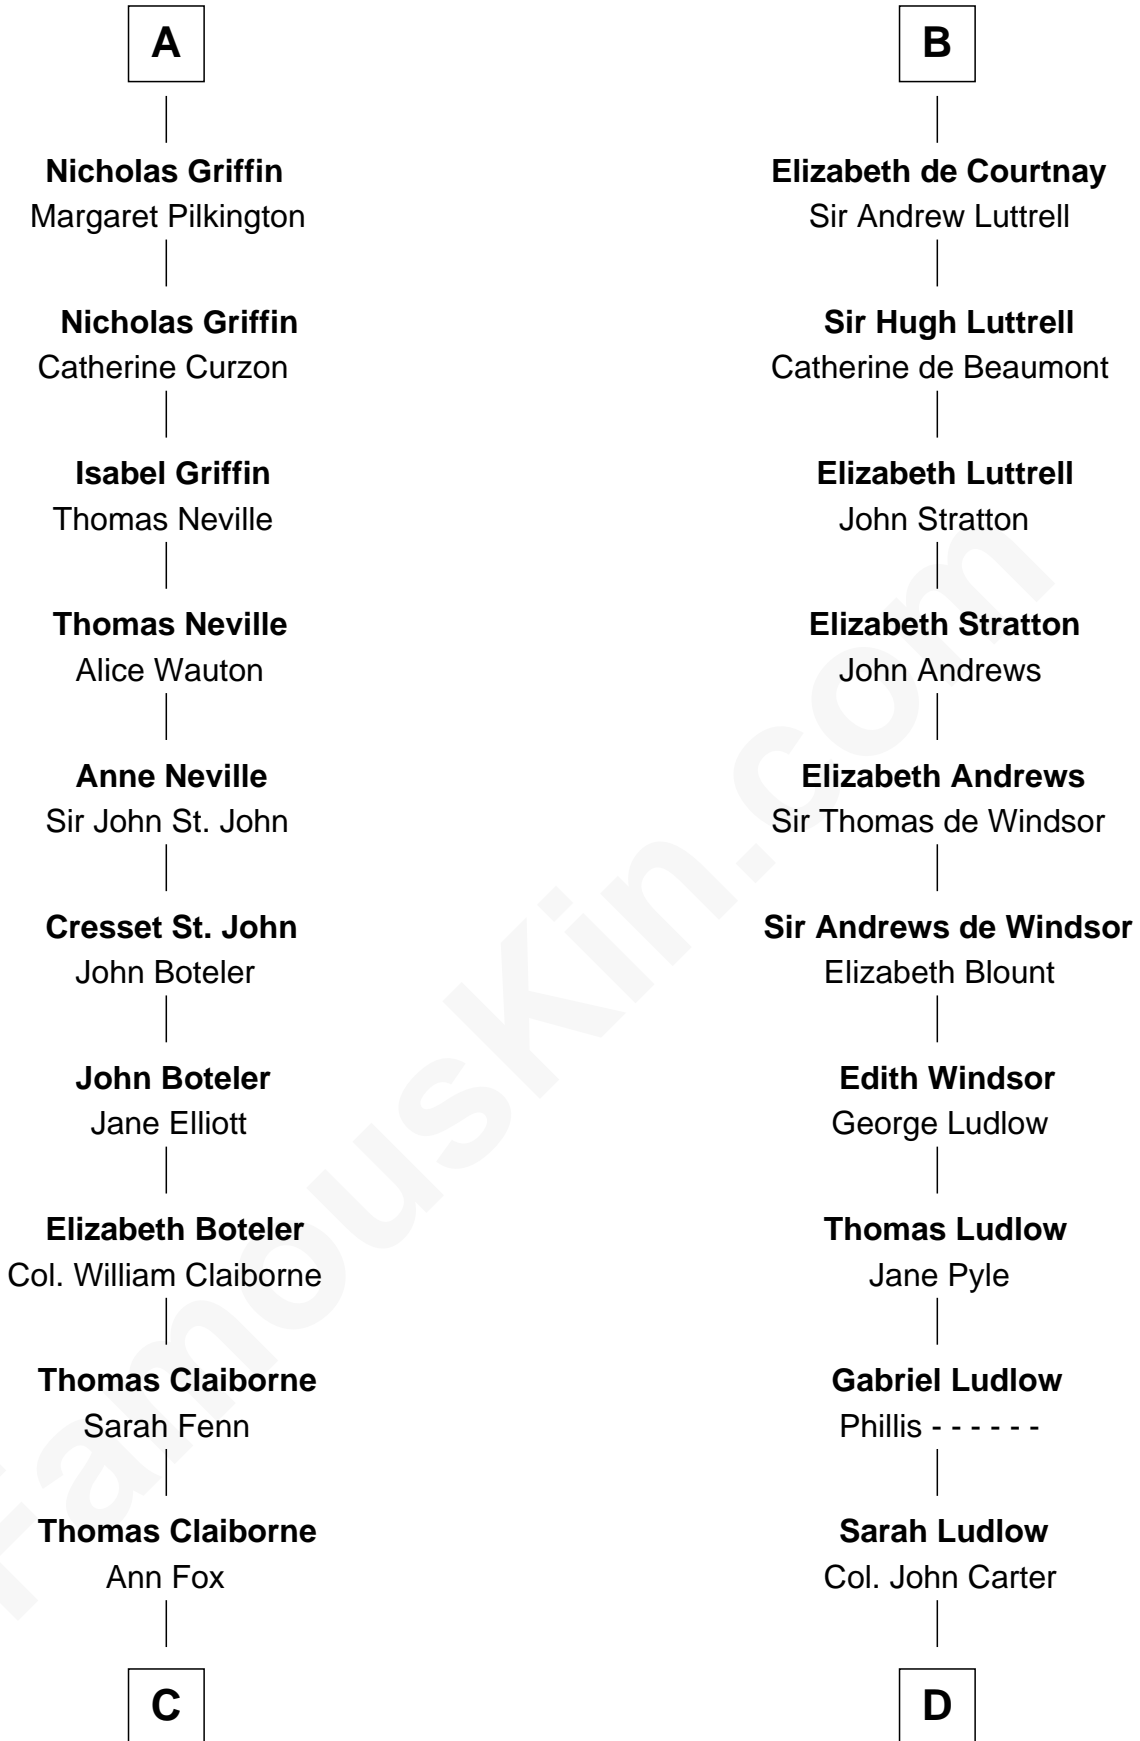 A
Nicholas Griffin
Margaret Pilkington
Nicholas Griffin
Catherine Curzon
Isabel Griffin
Thomas Neville
Thomas Neville
Alice Wauton
Anne Neville
Sir John St. John
Cresset St. John
John Boteler
John Boteler
Jane Elliott
Elizabeth Boteler
Col. William Claiborne
Thomas Claiborne
Sarah Fenn
Thomas Claiborne
Ann Fox
C
B
Elizabeth de Courtnay
Sir Andrew Luttrell
Sir Hugh Luttrell
Catherine de Beaumont
Elizabeth Luttrell
John Stratton
Elizabeth Stratton
John Andrews
Elizabeth Andrews
Sir Thomas de Windsor
Sir Andrews de Windsor
Elizabeth Blount
Edith Windsor
George Ludlow
Thomas Ludlow
Jane Pyle
Gabriel Ludlow
Phillis - - - - - -
Sarah Ludlow
Col. John Carter
D
FamousKin.com